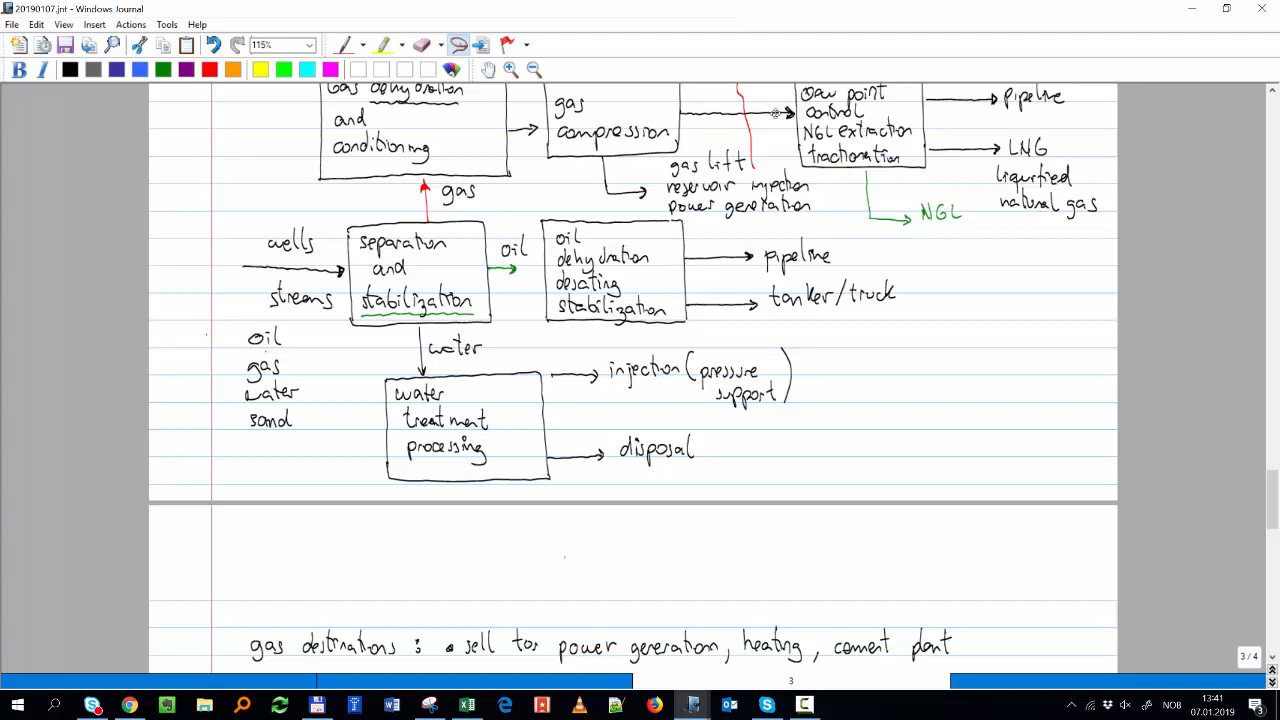 20190107.jnt - Windows Journal
File Edit View Insert Actions Tools Help
115%
B I
Gas dehydration
and
conditioning
gas
compression
Dew point
control
NGL extraction
fractionation
pipeline
LNG
liquified
natural gas
NGL
gas lift
reservoir injection
power generation
gas
wells
streams
separation
and
stabilization
oil
oil
dehydration
desating
stabilization
pipeline
tanker/truck
oil
gas
water
sand
water
water
treatment
processing
injection (pressure
support)
disposal
gas destinations : • sell to: power generation, heating, cement plant
3 / 4
3
NOB
13:41
07.01.2019